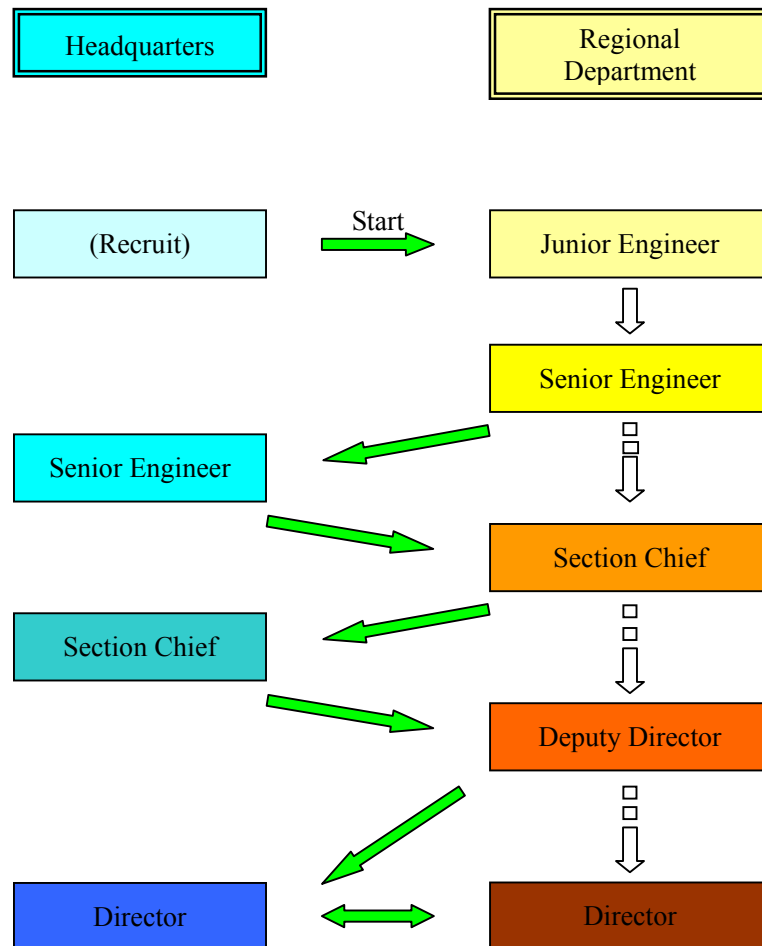 Headquarters
Regional
Department
(Recruit)
Start
Junior Engineer
Senior Engineer
Senior Engineer
Section Chief
Section Chief
Deputy Director
Director
Director